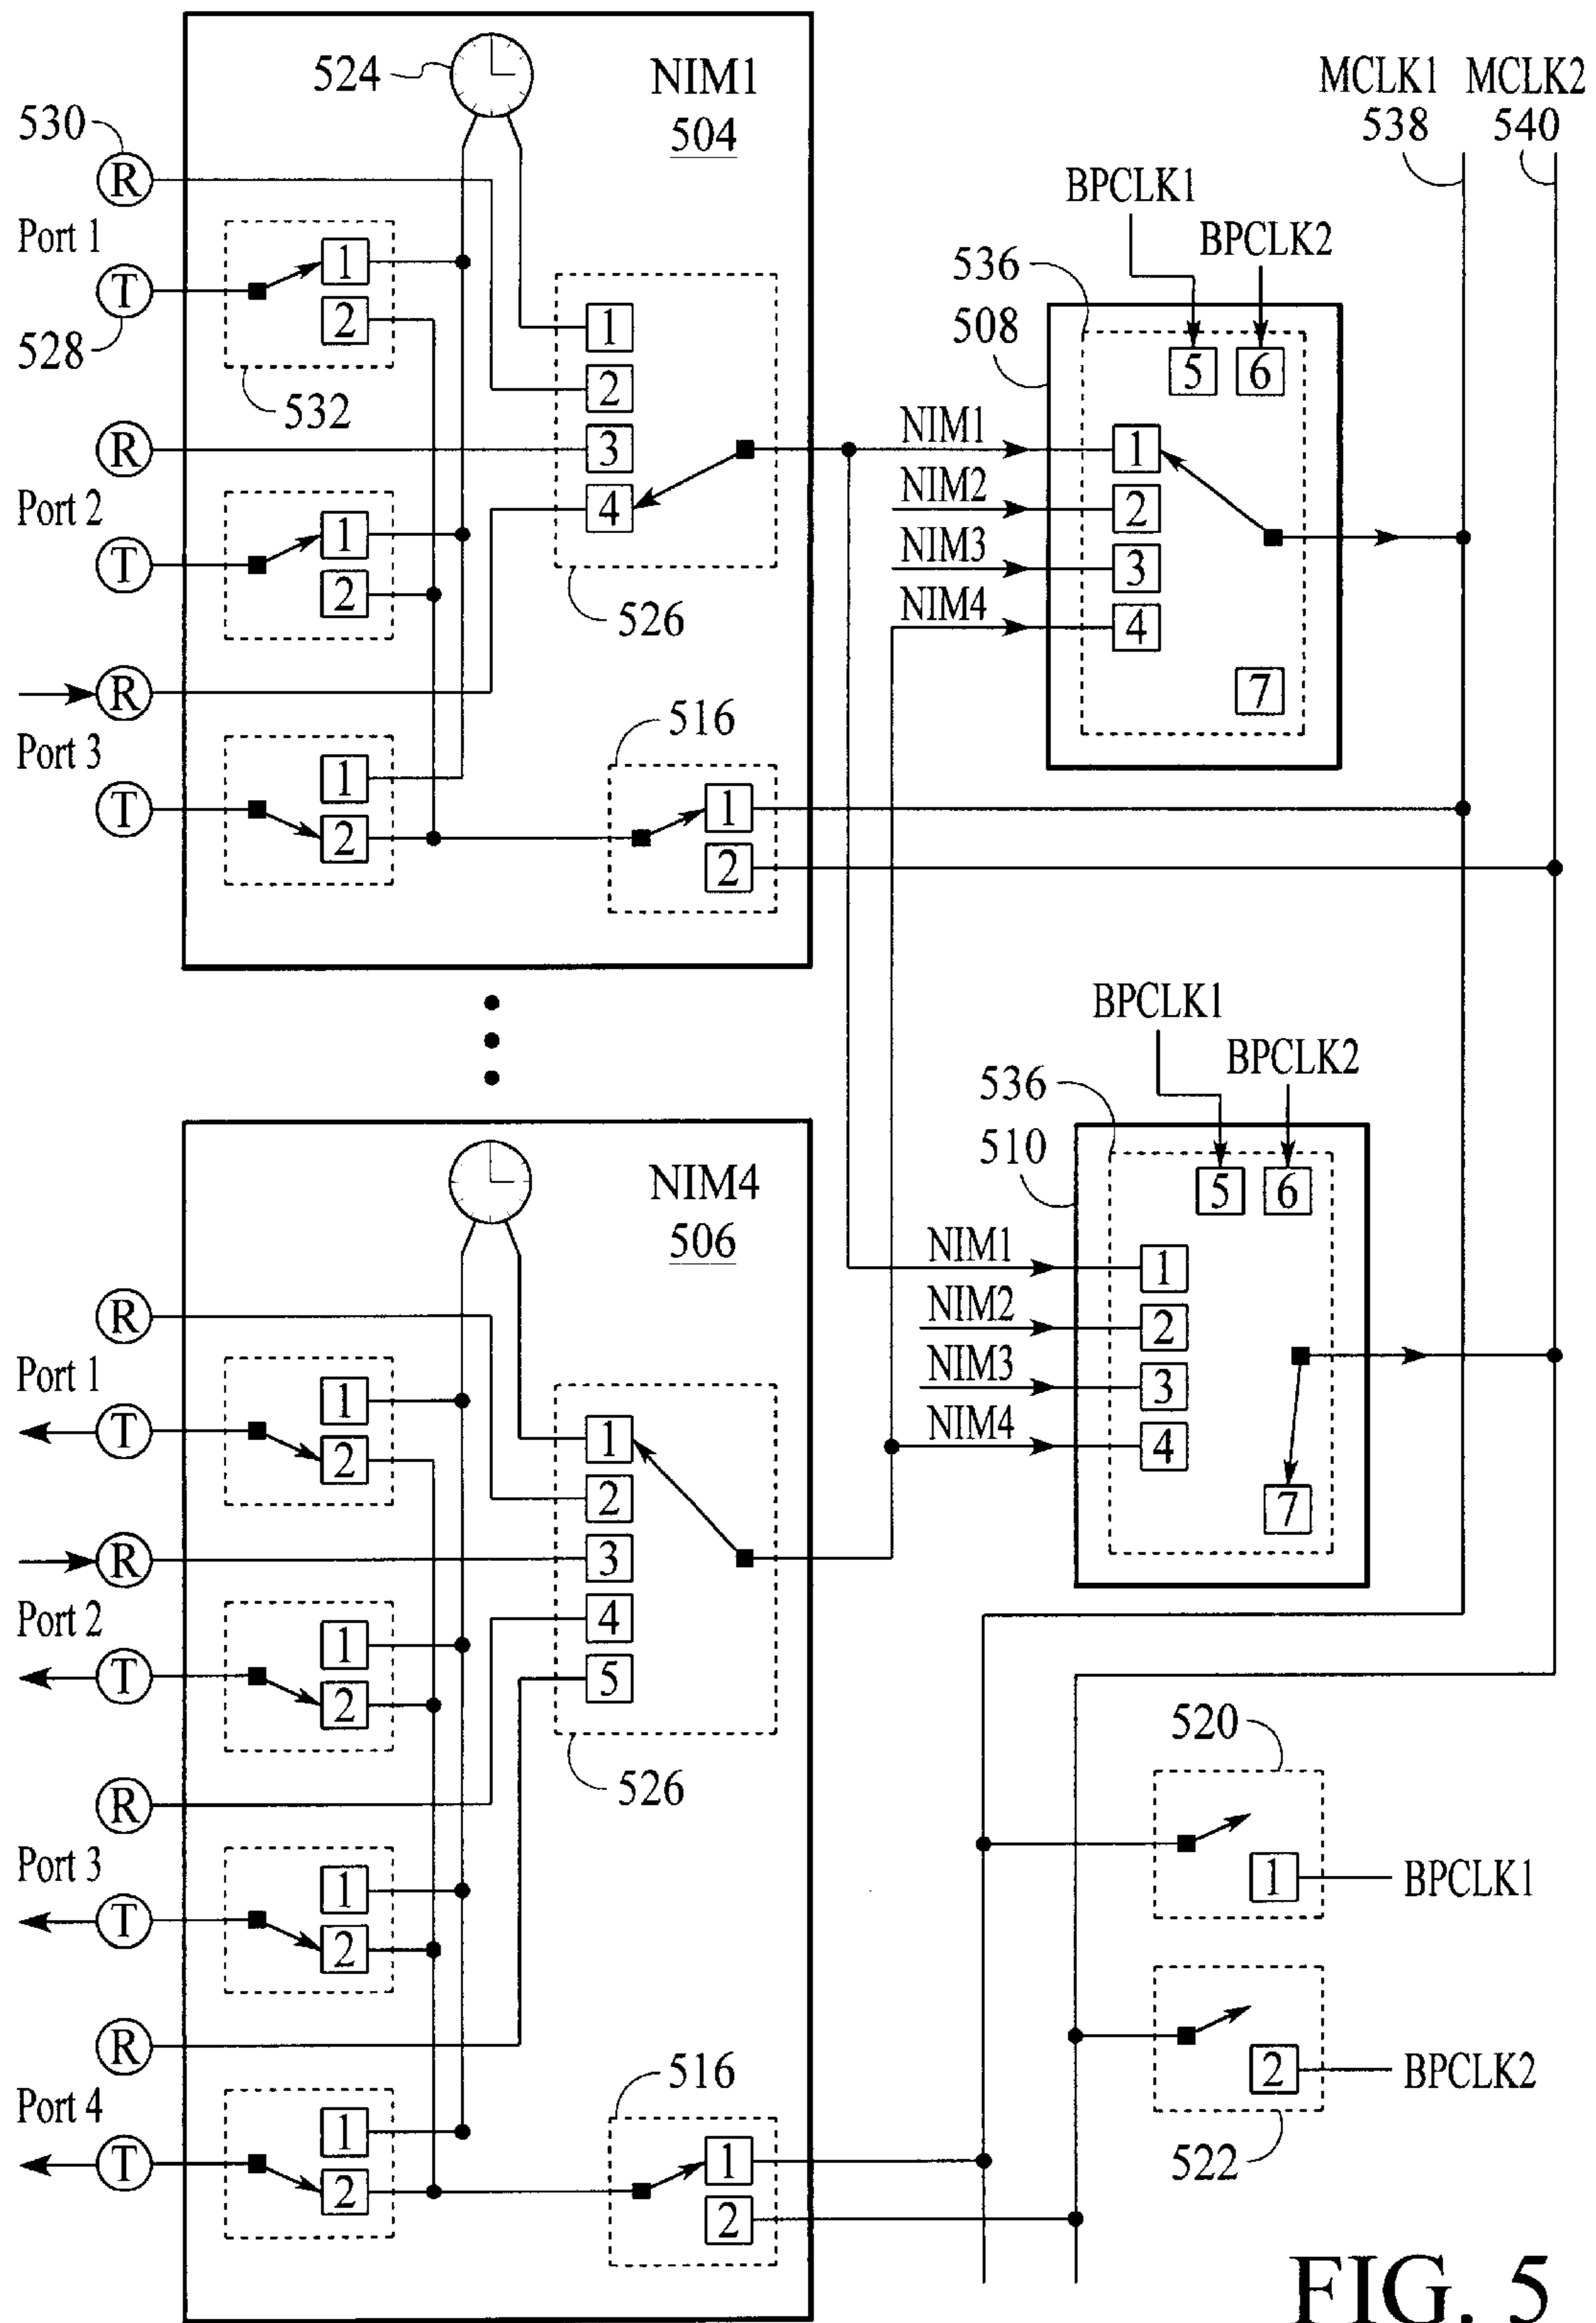 524
NIM1
504
MCLK1 MCLK2
538 540
530
R
Port 1
T
528
1
2
532
1
2
3
4
526
R
Port 2
T
1
2
R
Port 3
T
1
2
516
1
2
BPCLK1
BPCLK2
536
508
5 6
NIM1
1
NIM2
2
NIM3
3
NIM4
4
7
BPCLK1
BPCLK2
536
510
5 6
NIM1
1
NIM2
2
NIM3
3
NIM4
4
7
NIM4
506
R
Port 1
T
1
2
1
2
3
4
5
526
R
Port 2
T
1
2
R
Port 3
T
1
2
R
Port 4
T
1
2
516
1
2
520
1
BPCLK1
2
BPCLK2
522
FIG. 5